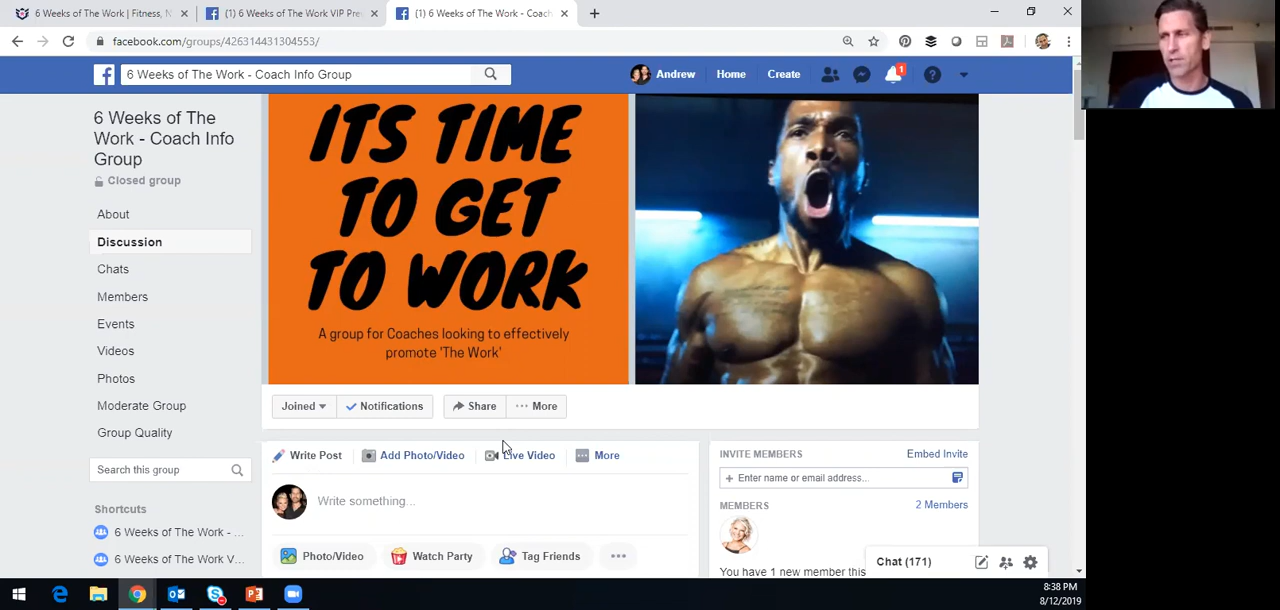 6 Weeks of The Work | Fitness, N
(1) 6 Weeks of The Work VIP Pre
(1) 6 Weeks of The Work - Coach
facebook.com/groups/426314431304553/
6 Weeks of The Work - Coach Info Group
Andrew
Home
Create
1
6 Weeks of The
Work - Coach Info
Group
Closed group
About
Discussion
Chats
Members
Events
Videos
Photos
Moderate Group
Group Quality
Search this group
Shortcuts
6 Weeks of The Work - ...
6 Weeks of The Work V...
ITS TIME
TO GET
TO WORK
A group for Coaches looking to effectively
promote 'The Work'
Joined
Notifications
Share
More
Write Post
Add Photo/Video
Live Video
More
Write something...
Photo/Video
Watch Party
Tag Friends
INVITE MEMBERS
Embed Invite
+ Enter name or email address...
MEMBERS
2 Members
You have 1 new member this
Chat (171)
8:38 PM
8/12/2019